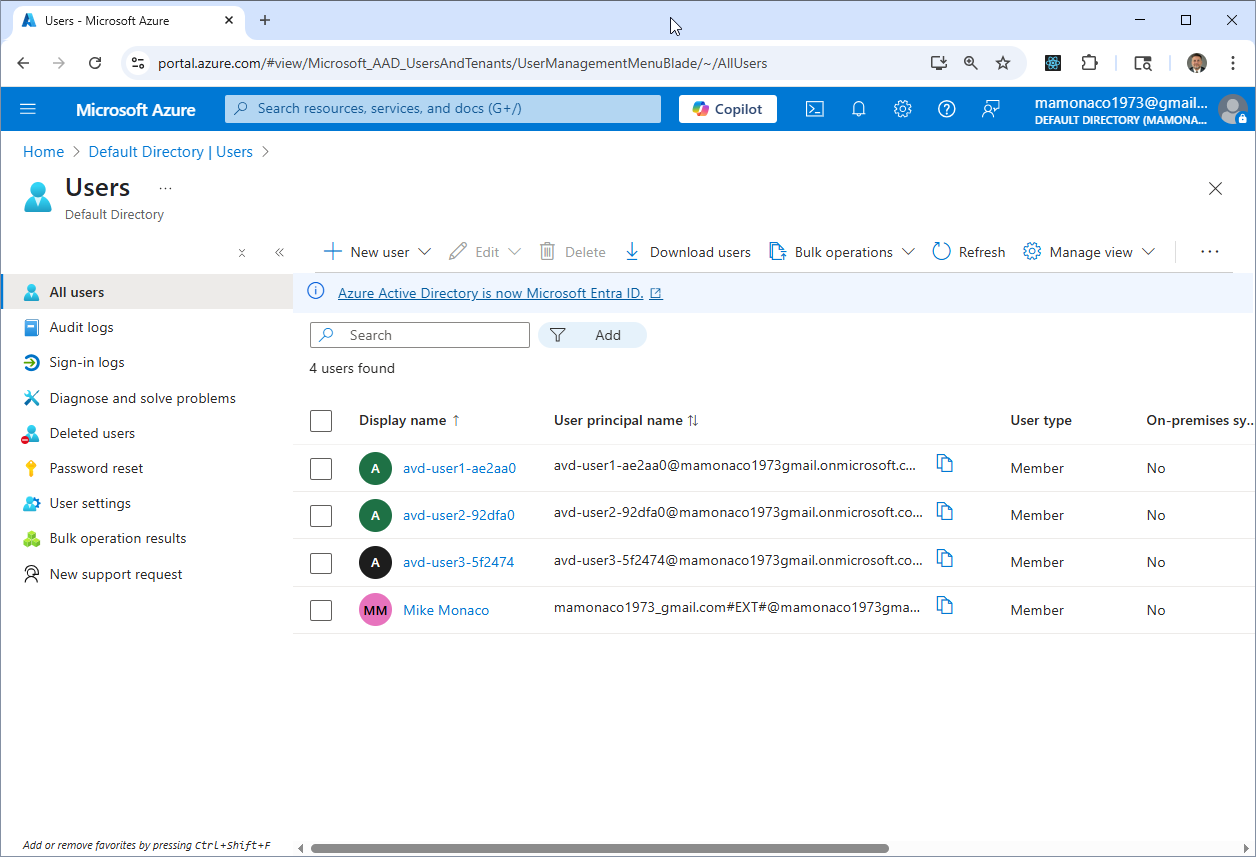 Users - Microsoft Azure
portal.azure.com/#view/Microsoft_AAD_UsersAndTenants/UserManagementMenuBlade/~/AllUsers
Microsoft Azure
Search resources, services, and docs (G+/)
Copilot
mamonaco1973@gmail...
DEFAULT DIRECTORY (MAMONA...
Home > Default Directory | Users >
Users ...
Default Directory
New user
Edit
Delete
Download users
Bulk operations
Refresh
Manage view
...
All users
Audit logs
Sign-in logs
Diagnose and solve problems
Deleted users
Password reset
User settings
Bulk operation results
New support request
Azure Active Directory is now Microsoft Entra ID.
Search
Add
4 users found
Display name ↑ User principal name ↑↓ User type On-premises sy...
A avd-user1-ae2aa0 avd-user1-ae2aa0@mamonaco1973gmail.onmicrosoft.c... Member No
A avd-user2-92dfa0 avd-user2-92dfa0@mamonaco1973gmail.onmicrosoft.co... Member No
A avd-user3-5f2474 avd-user3-5f2474@mamonaco1973gmail.onmicrosoft.co... Member No
MM Mike Monaco mamonaco1973_gmail.com#EXT#@mamonaco1973gma... Member No
Add or remove favorites by pressing Ctrl+Shift+F